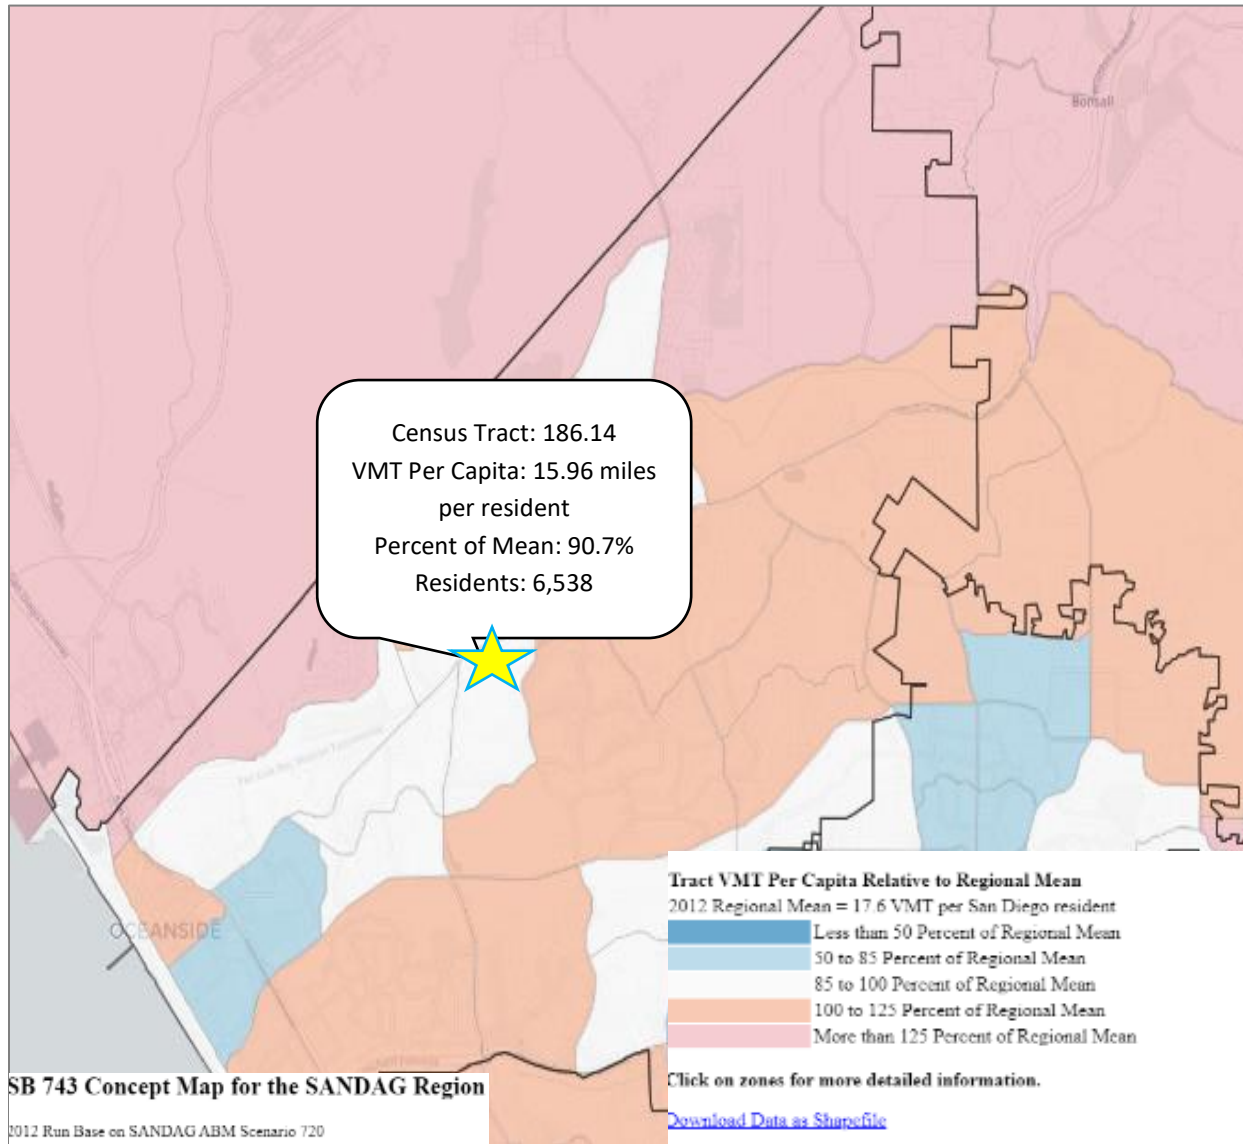 Bonsall
Census Tract: 186.14
VMT Per Capita: 15.96 miles
per resident
Percent of Mean: 90.7%
Residents: 6,538
OCEANSIDE
Tract VMT Per Capita Relative to Regional Mean
2012 Regional Mean = 17.6 VMT per San Diego resident
Less than 50 Percent of Regional Mean
50 to 85 Percent of Regional Mean
85 to 100 Percent of Regional Mean
100 to 125 Percent of Regional Mean
More than 125 Percent of Regional Mean
Click on zones for more detailed information.
Download Data as Shapefile
SB 743 Concept Map for the SANDAG Region
2012 Run Base on SANDAG ABM Scenario 720